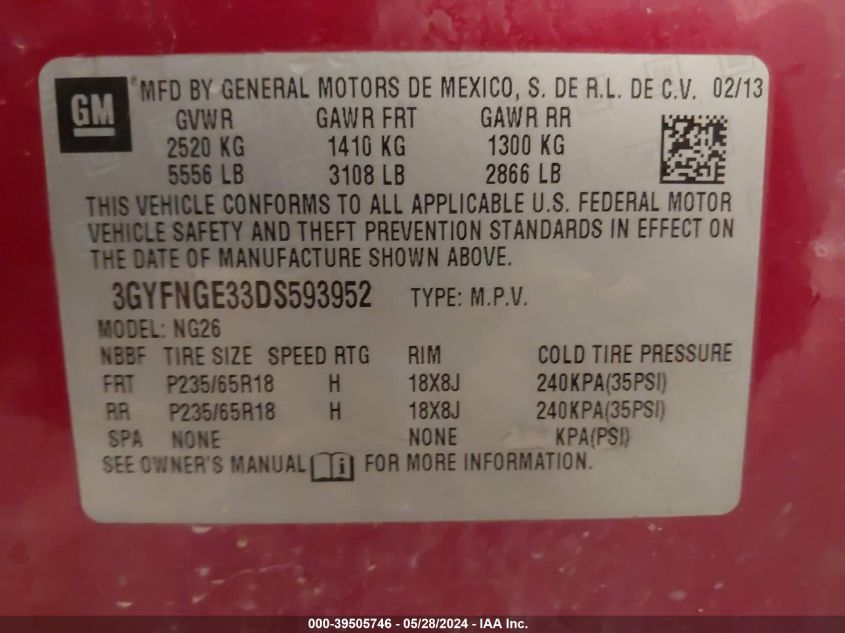 GM
®MFD BY GENERAL MOTORS DE MEXICO, S. DE R.L. DE C.V. 02/13
GVWR GAWR FRT GAWR RR
2520 KG 1410 KG 1300 KG
5556 LB 3108 LB 2866 LB
THIS VEHICLE CONFORMS TO ALL APPLICABLE U.S. FEDERAL MOTOR
VEHICLE SAFETY AND THEFT PREVENTION STANDARDS IN EFFECT ON
THE DATE OF MANUFACTURE SHOWN ABOVE.
3GYFNGE33DS593952 TYPE: M.P.V.
MODEL: NG26
NBBF TIRE SIZE SPEED RTG RIM COLD TIRE PRESSURE
FRT P235/65R18 H 18X8J 240KPA(35PSI)
RR P235/65R18 H 18X8J 240KPA(35PSI)
SPA NONE NONE KPA(PSI)
SEE OWNER'S MANUAL i FOR MORE INFORMATION.
000-39505746 - 05/28/2024 - IAA Inc.